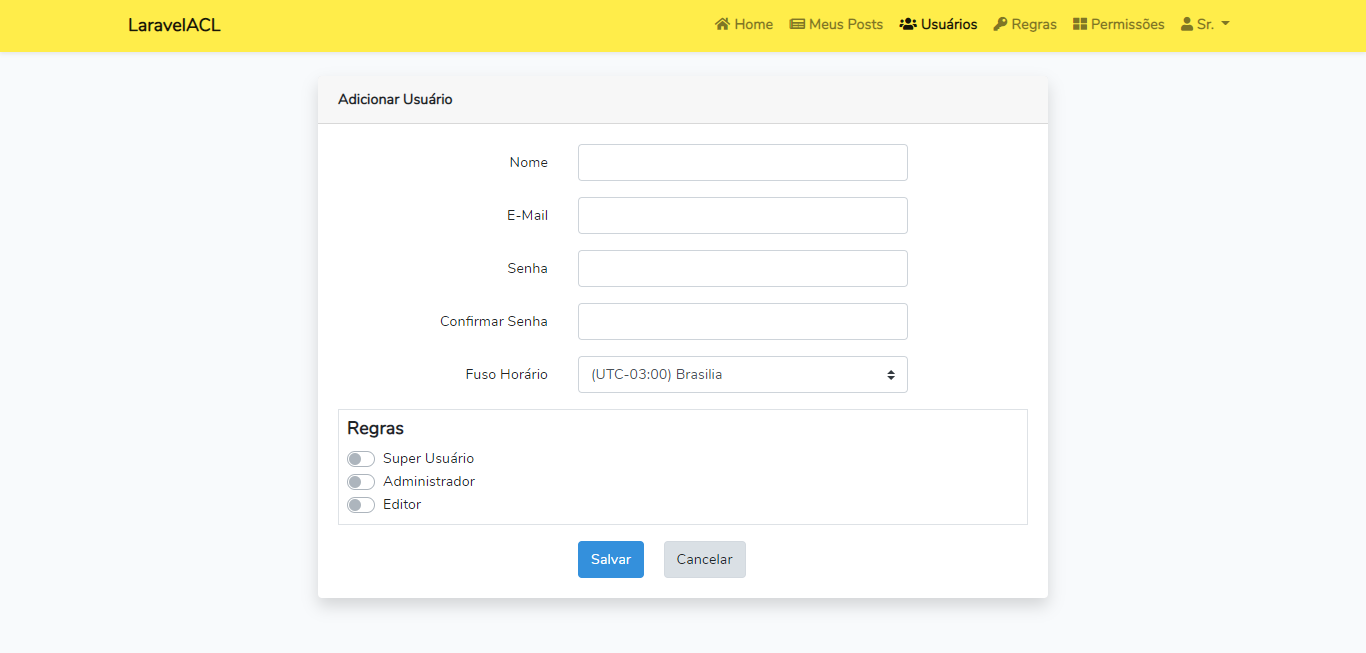 LaravelACL Home Meus Posts Usuários Regras Permissões Sr.
Adicionar Usuário
Nome
E-Mail
Senha
Confirmar Senha
Fuso Horário (UTC-03:00) Brasilia
Regras
Super Usuário
Administrador
Editor
Salvar Cancelar